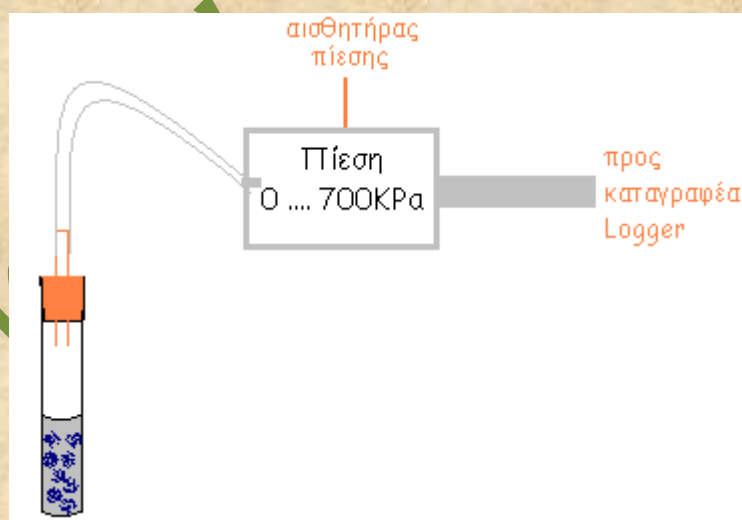 αισθητήρας
πίεσης
Πίεση
0 .... 700KPa
προς
καταγραφέα
Logger